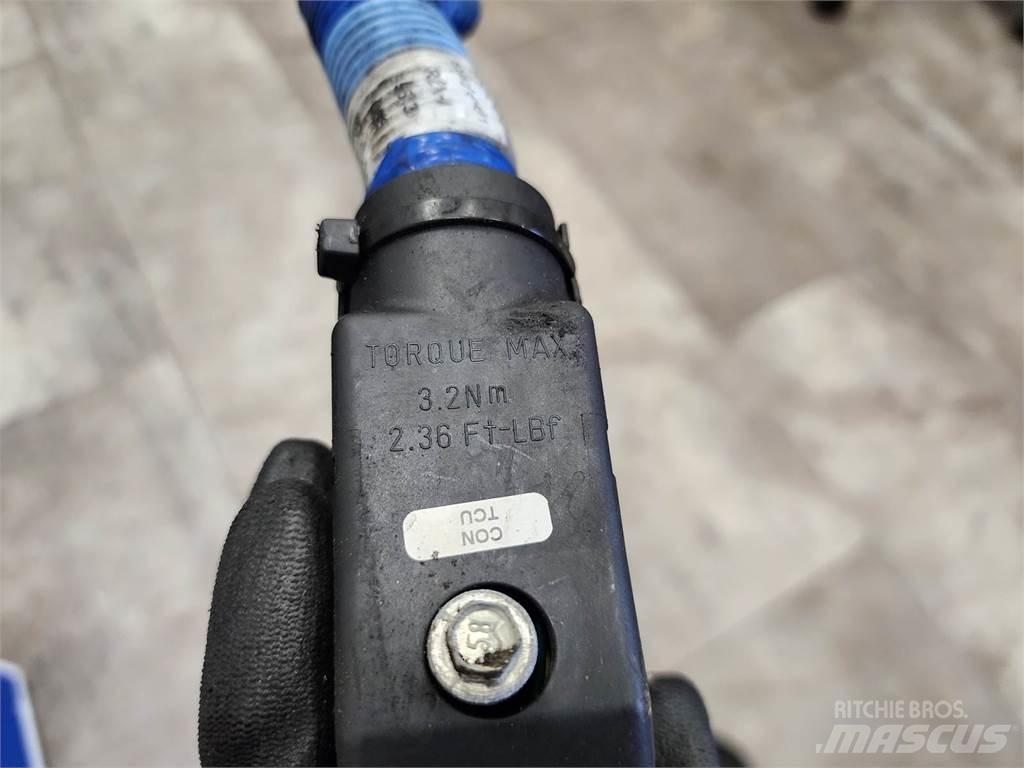 TORQUE MAX
3.2Nm
2.36 Ft-LBf
CON
TCU
RITCHIE BROS.
MASCUS